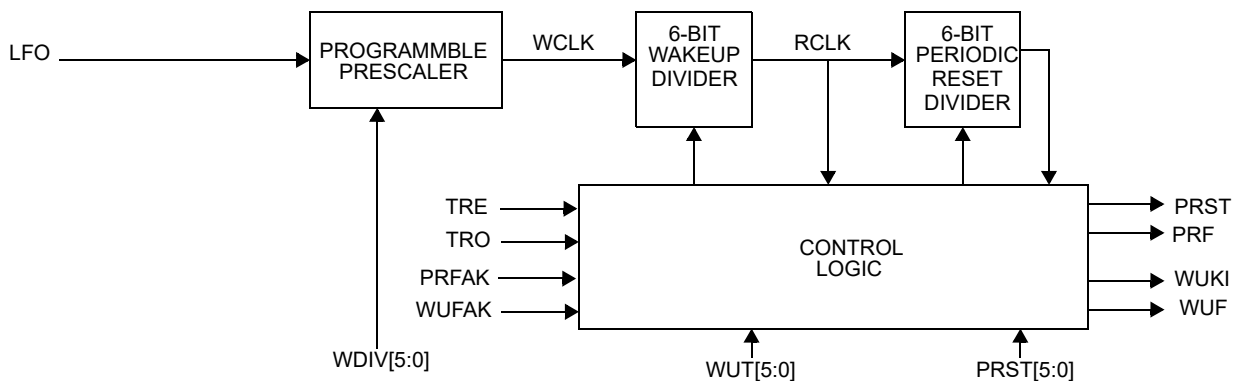 LFO
PROGRAMMBLE
PRESCALER
WCLK
6-BIT
WAKEUP
DIVIDER
RCLK
6-BIT
PERIODIC
RESET
DIVIDER
TRE
TRO
PRFAK
WUFAK
CONTROL
LOGIC
PRST
PRF
WUKI
WUF
WDIV[5:0]
WUT[5:0]
PRST[5:0]